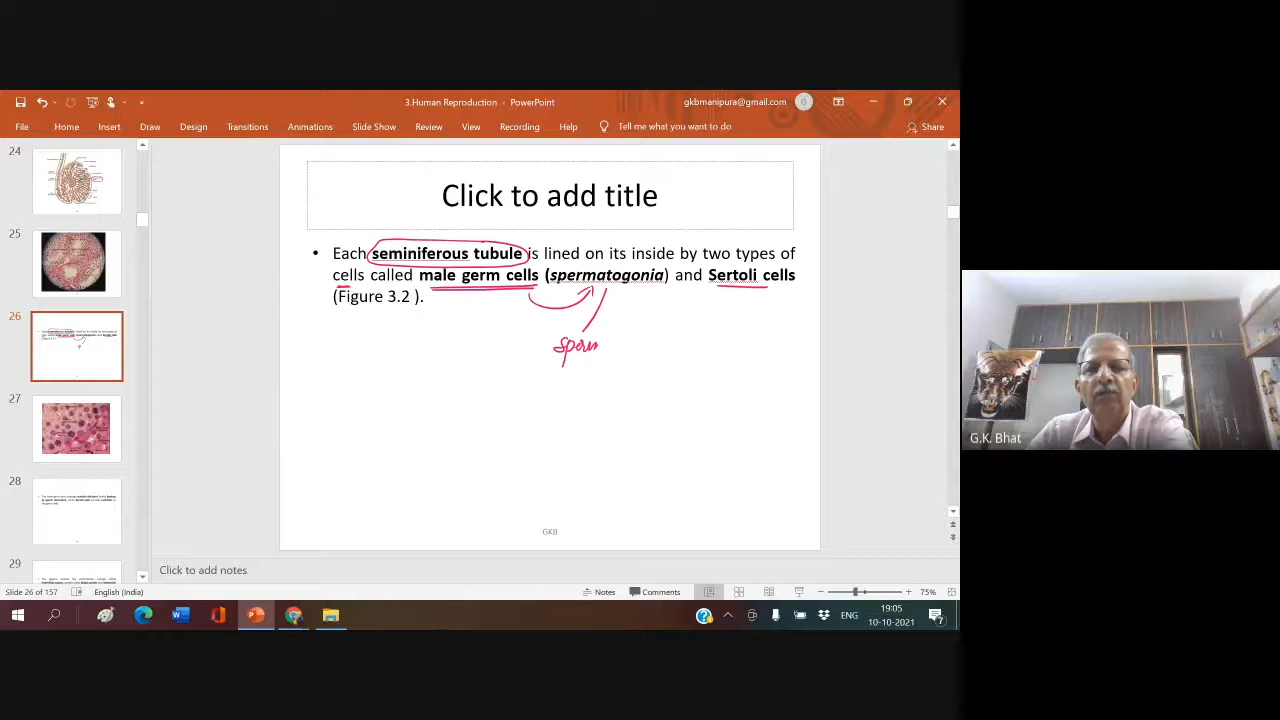 3.Human Reproduction - PowerPoint
gkbmanipura@gmail.com
G
File Home Insert Draw Design Transitions Animations Slide Show Review View Recording Help Tell me what you want to do Share
24
25
26
27
28
29
Click to add title
• Each seminiferous tubule is lined on its inside by two types of
cells called male germ cells (spermatogonia) and Sertoli cells
(Figure 3.2 ).
sperm
GKB
G.K. Bhat
Click to add notes
Slide 26 of 157 English (India) Notes Comments 75%
ENG
19:05
10-10-2021
7